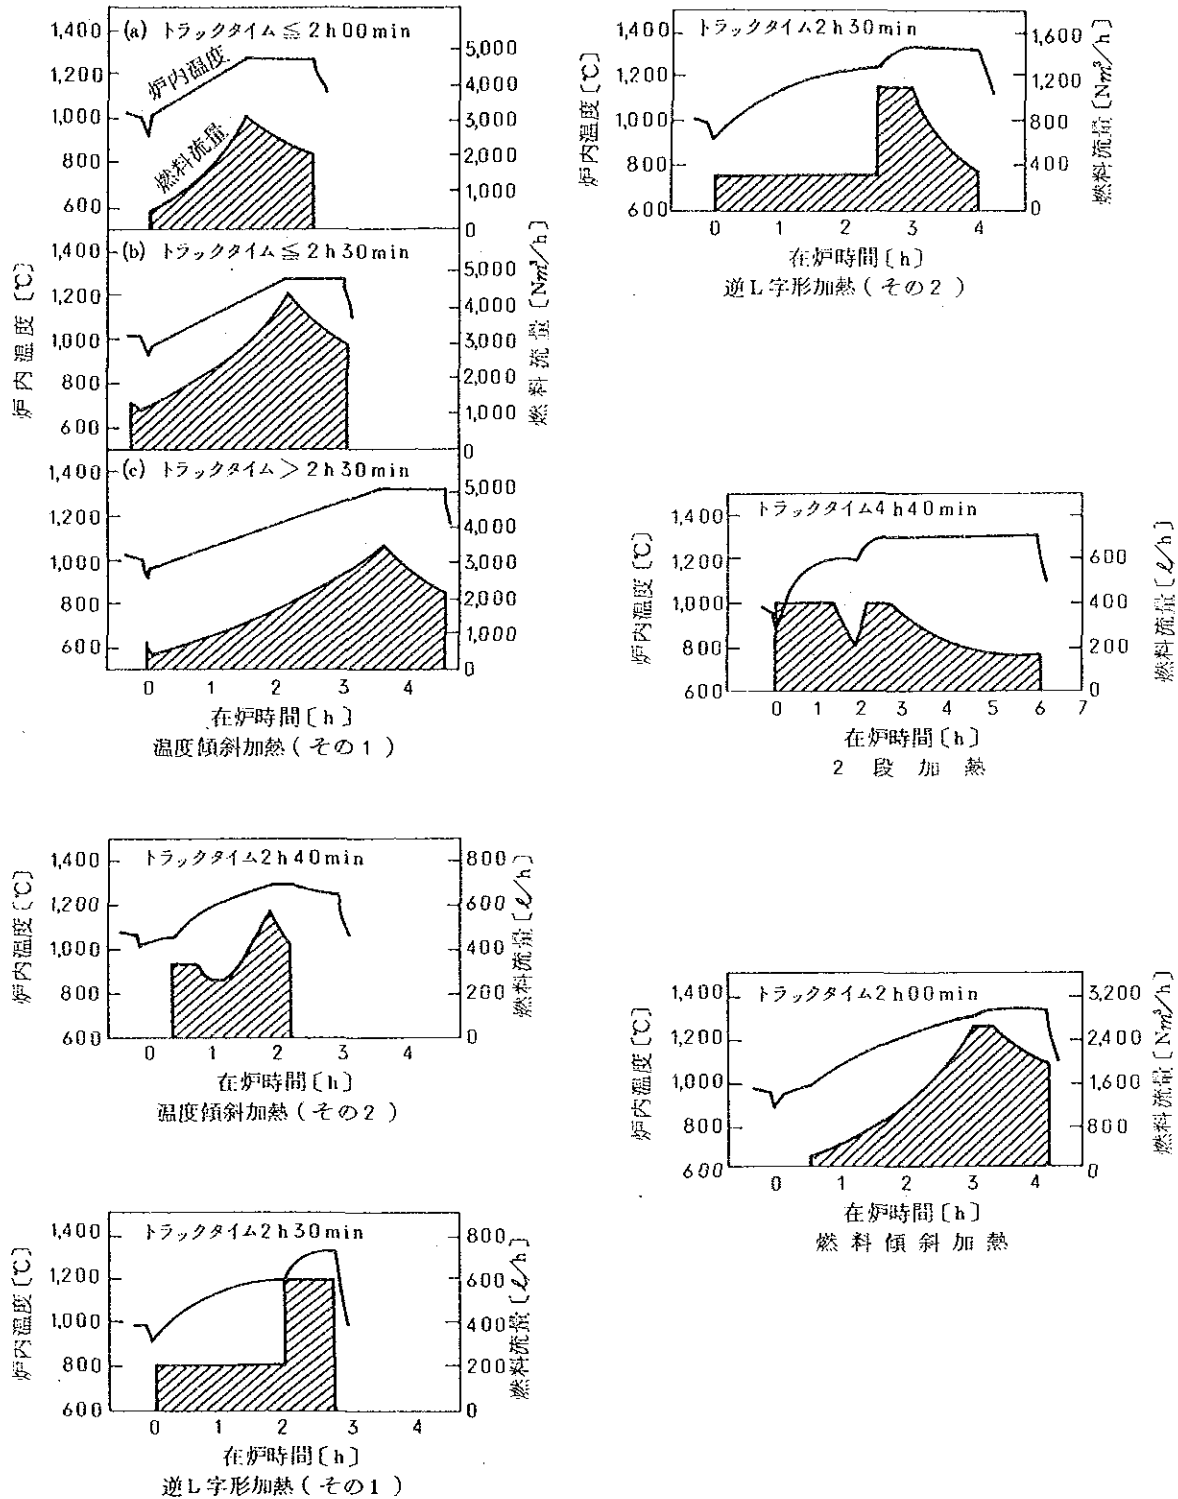 (a) トラックタイム ≦ 2h00min
炉内温度
燃料流量
1,400
1,200
1,000
800
600
5,000
4,000
3,000
2,000
1,000
0
(b) トラックタイム ≦ 2h30min
1,400
1,200
1,000
800
600
5,000
4,000
3,000
2,000
1,000
0
(c) トラックタイム > 2h30min
1,400
1,200
1,000
800
600
5,000
4,000
3,000
2,000
1,000
0
炉内温度〔℃〕
燃料流量〔Nm³/h〕
0 1 2 3 4
在炉時間〔h〕
温度傾斜加熱(その1)
トラックタイム2h40min
1,400
1,200
1,000
800
600
炉内温度〔℃〕
800
600
400
200
0
燃料流量〔ℓ/h〕
0 1 2 3 4
在炉時間〔h〕
温度傾斜加熱(その2)
トラックタイム2h30min
1,400
1,200
1,000
800
600
炉内温度〔℃〕
800
600
400
200
0
燃料流量〔ℓ/h〕
0 1 2 3 4
在炉時間〔h〕
逆L字形加熱(その1)
トラックタイム2h30min
1,400
1,200
1,000
800
600
炉内温度〔℃〕
1,600
1,200
800
400
0
燃料流量〔Nm³/h〕
0 1 2 3 4
在炉時間〔h〕
逆L字形加熱(その2)
トラックタイム4h40min
1,400
1,200
1,000
800
600
炉内温度〔℃〕
600
400
200
0
燃料流量〔ℓ/h〕
0 1 2 3 4 5 6 7
在炉時間〔h〕
2段加熱
トラックタイム2h00min
1,400
1,200
1,000
800
600
炉内温度〔℃〕
3,200
2,400
1,600
800
0
燃料流量〔Nm³/h〕
0 1 2 3 4
在炉時間〔h〕
燃料傾斜加熱